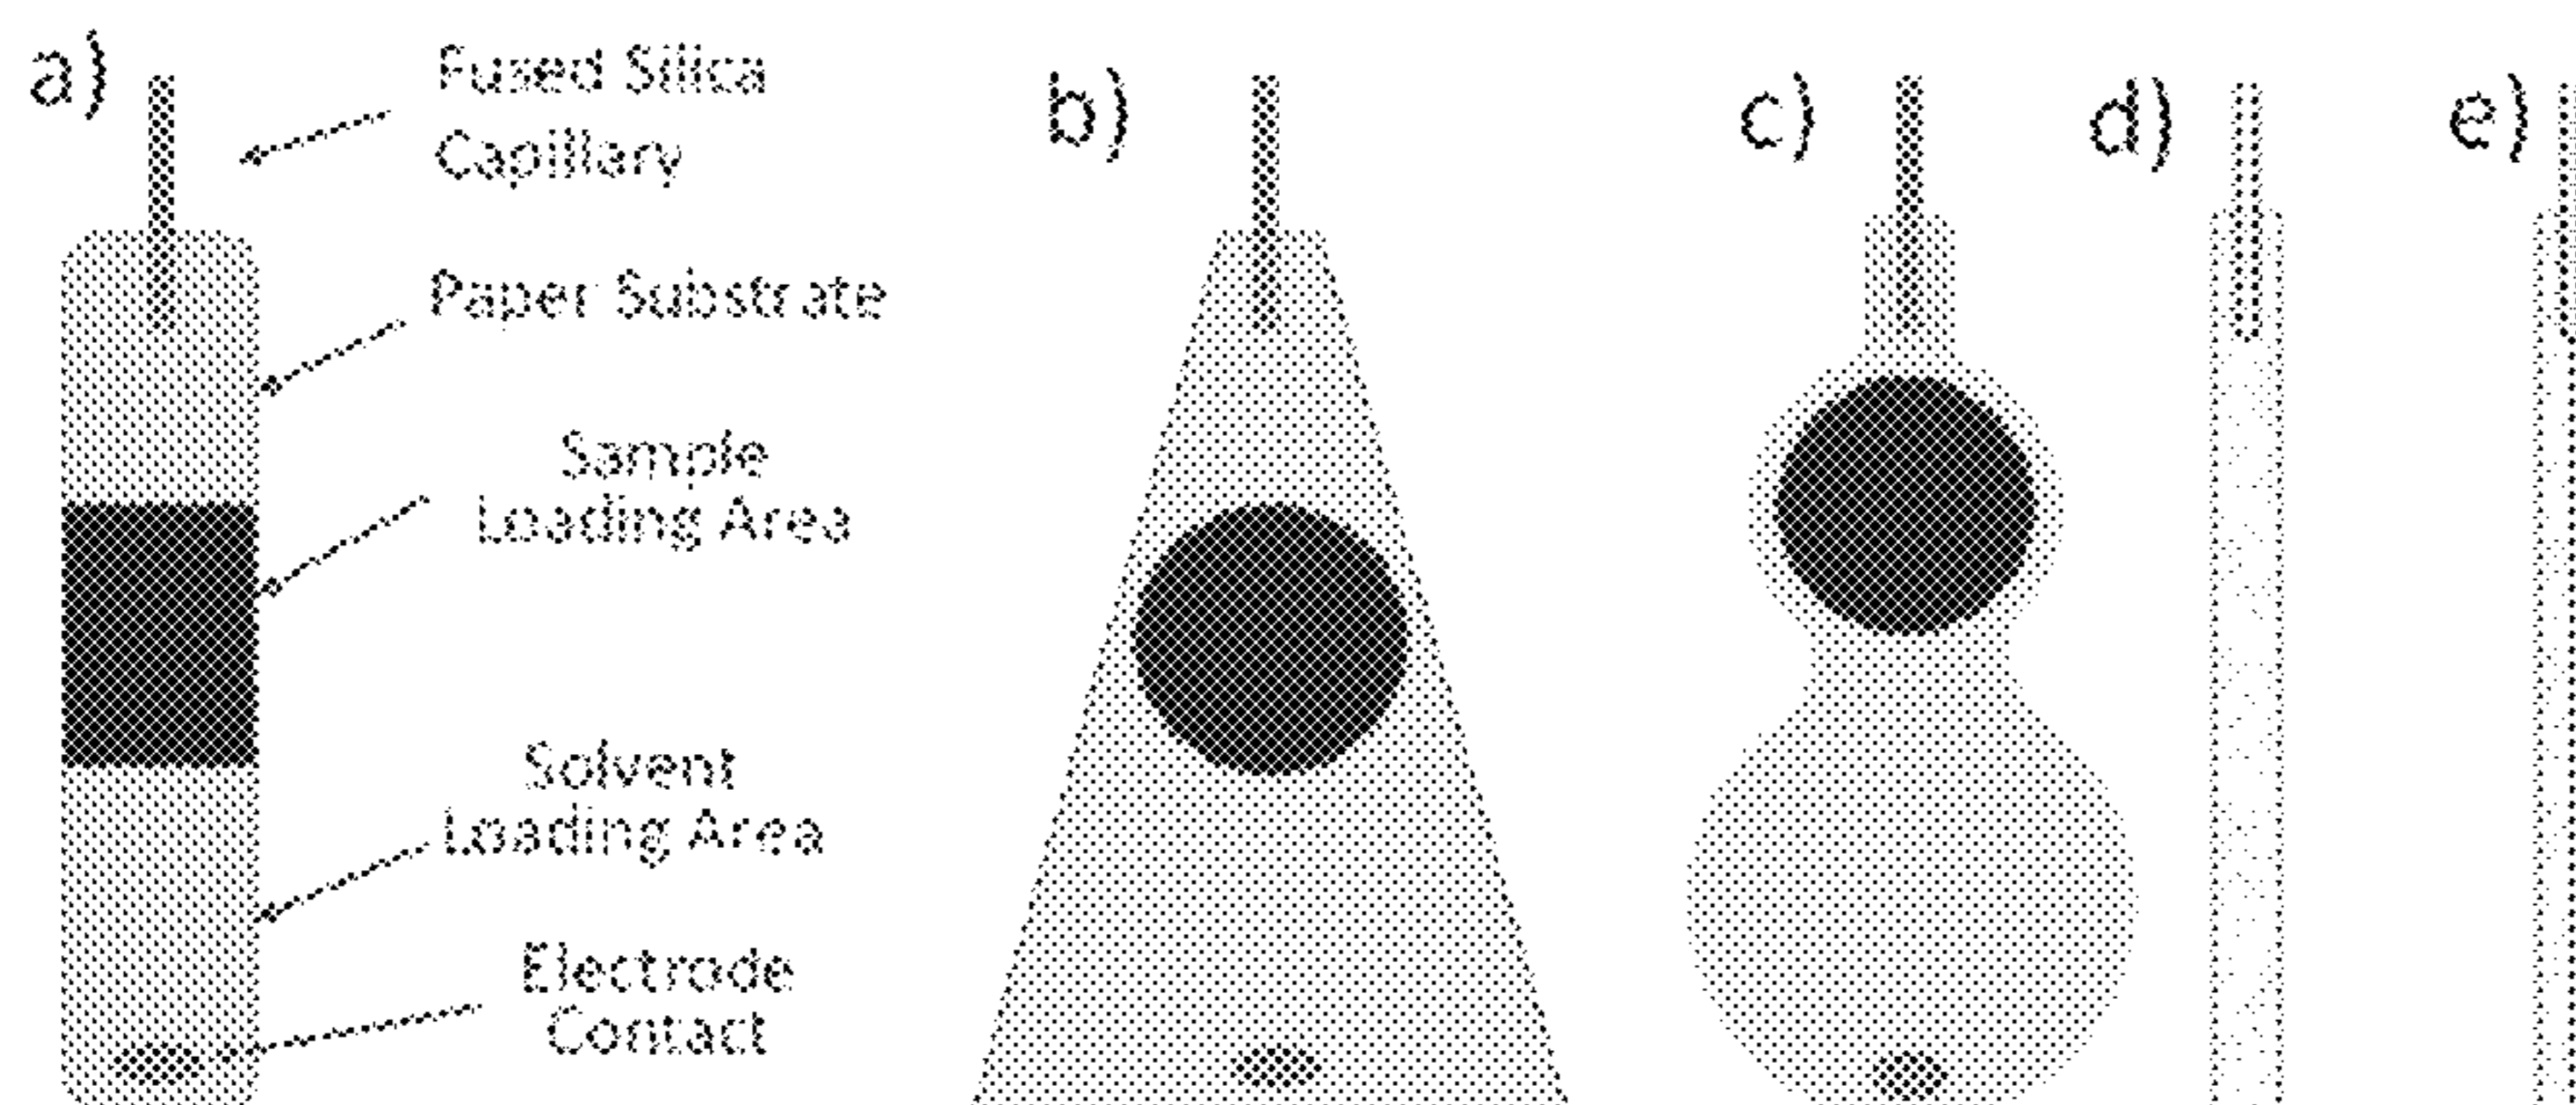 a)
Fused Silica
Capillary
Paper Substrate
Sample
Loading Area
Solvent
Loading Area
Electrode
Contact
b)
c)
d)
e)